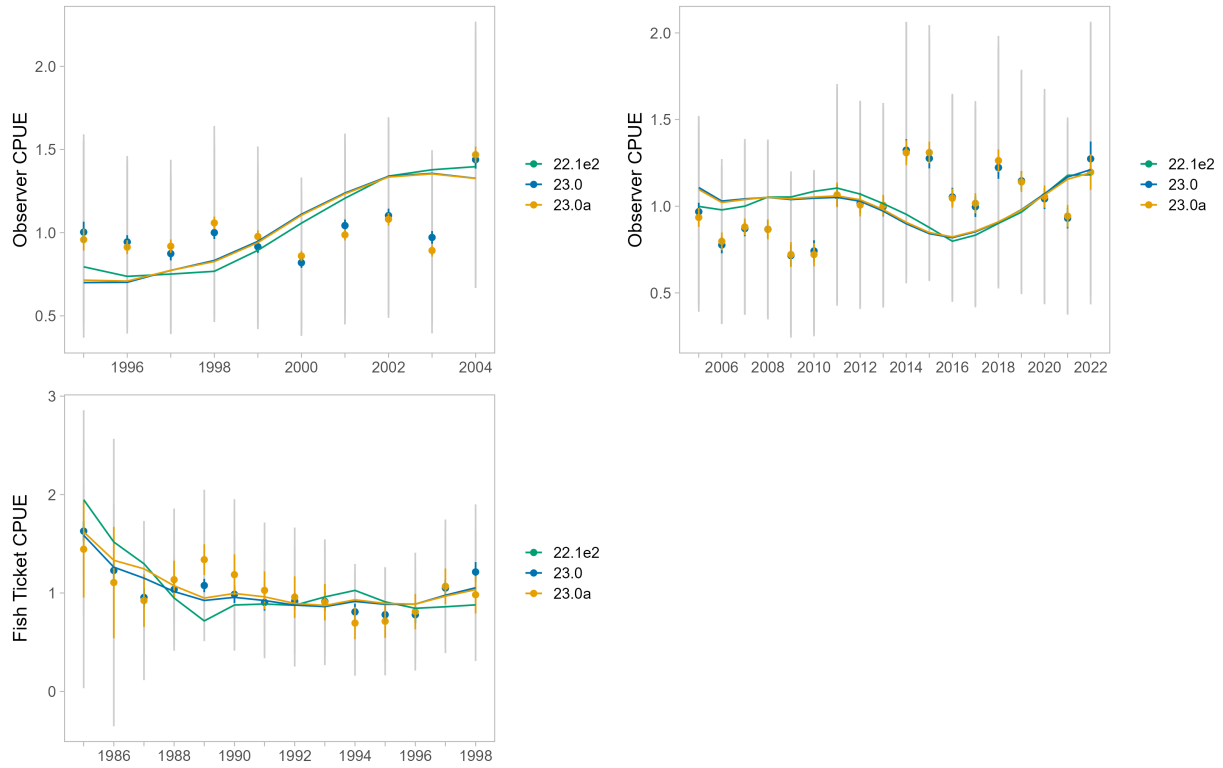 Observer CPUE
2.0
1.5
1.0
0.5
1996 1998 2000 2002 2004
22.1e2
23.0
23.0a
Observer CPUE
2.0
1.5
1.0
0.5
2006 2008 2010 2012 2014 2016 2018 2020 2022
22.1e2
23.0
23.0a
Fish Ticket CPUE
3
2
1
0
1986 1988 1990 1992 1994 1996 1998
22.1e2
23.0
23.0a